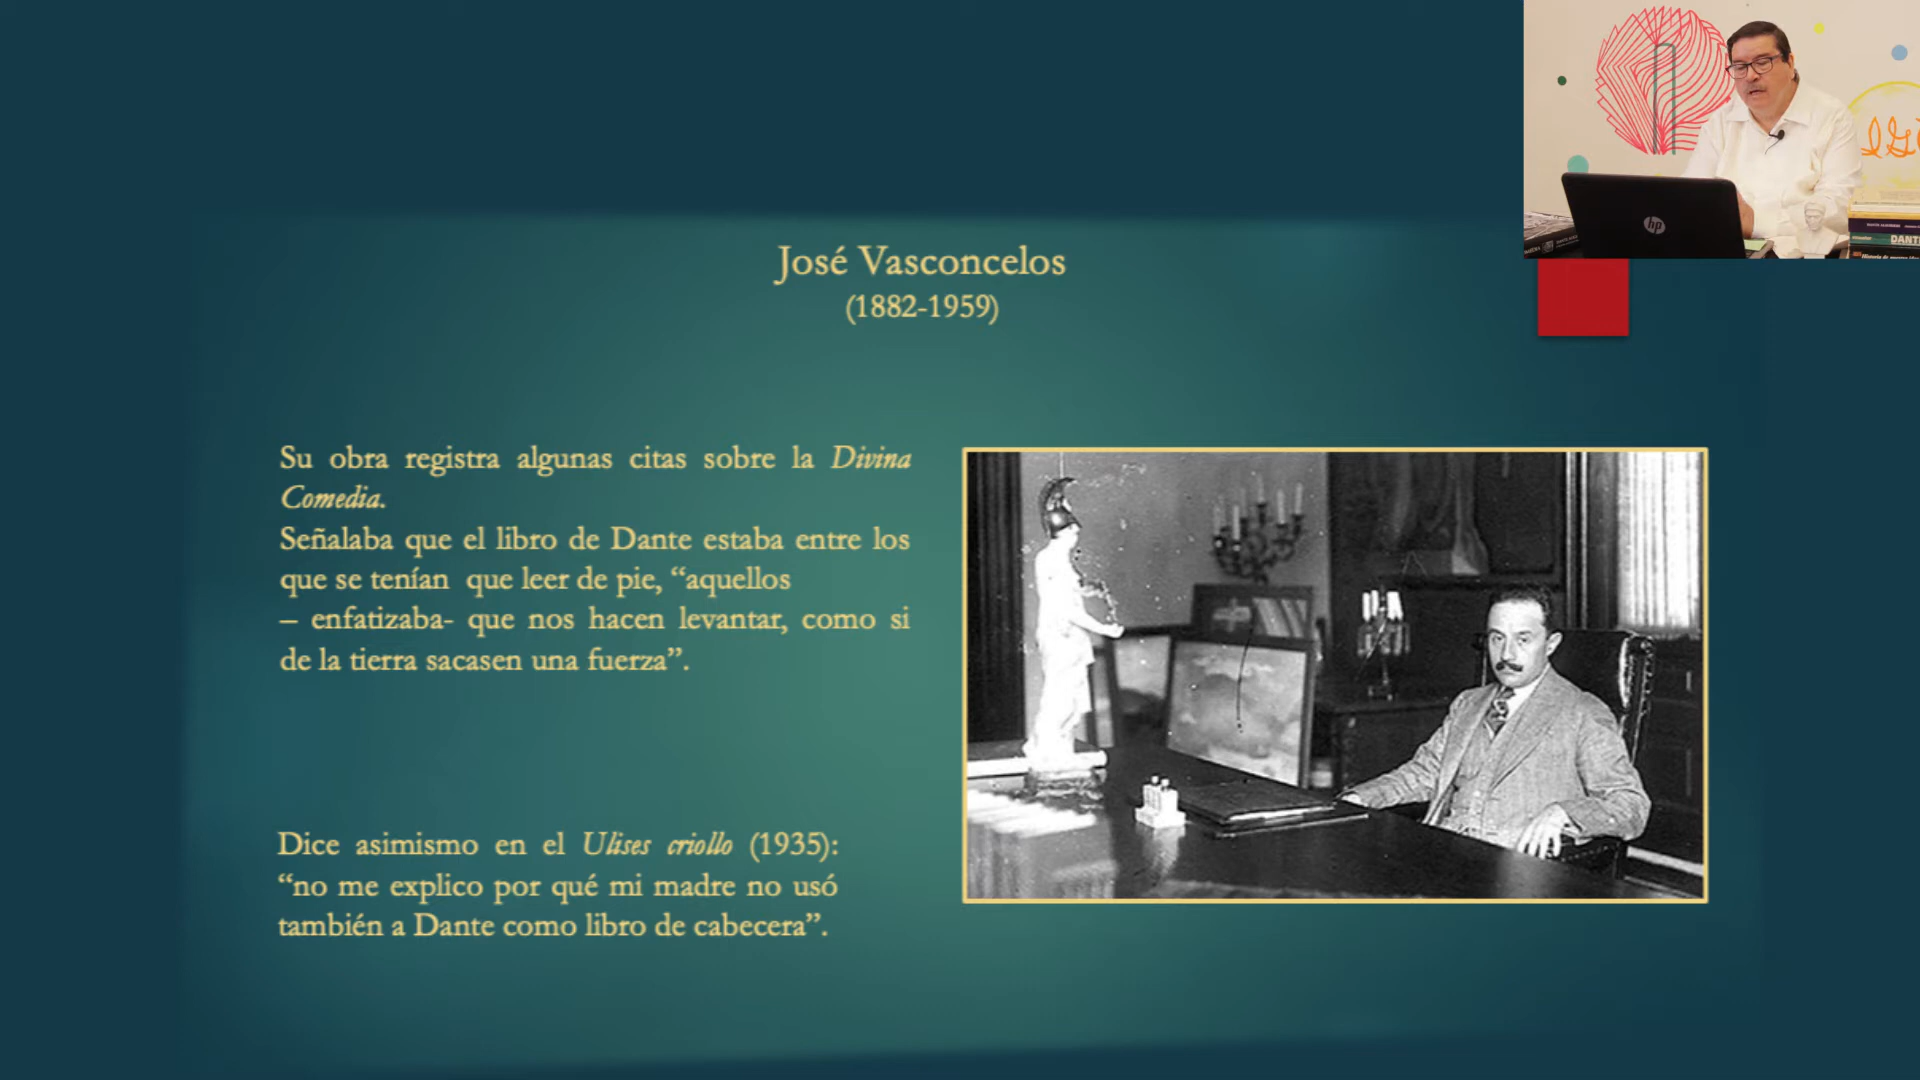 José Vasconcelos
(1882-1959)
Su obra registra algunas citas sobre la Divina
Comedia.
Señalaba que el libro de Dante estaba entre los
que se tenían que leer de pie, “aquellos
– enfatizaba- que nos hacen levantar, como si
de la tierra sacasen una fuerza”.
Dice asimismo en el Ulises criollo (1935):
“no me explico por qué mi madre no usó
también a Dante como libro de cabecera”.
hp